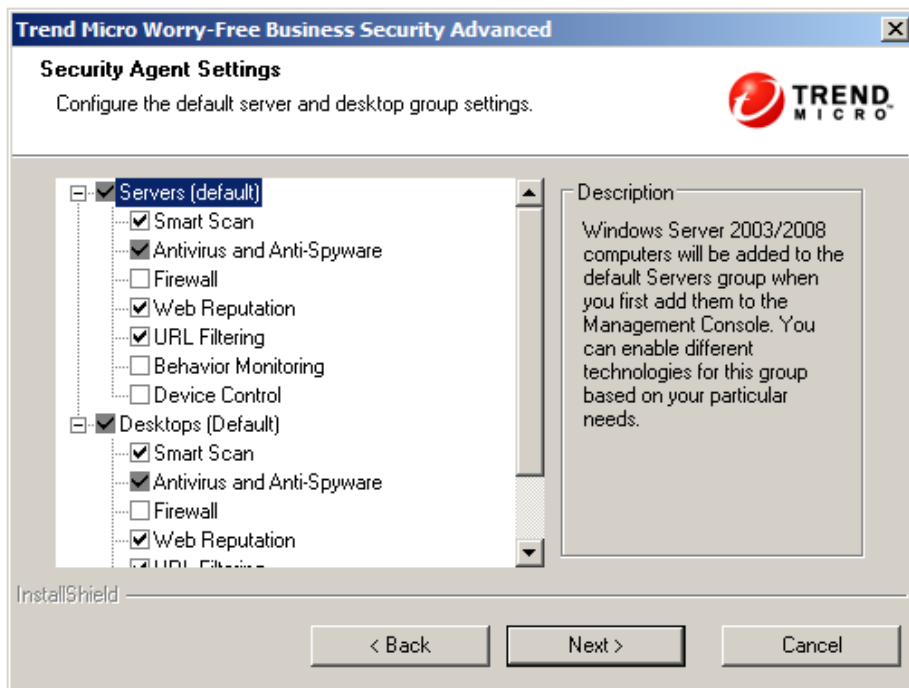 Trend Micro Worry-Free Business Security Advanced
Security Agent Settings
Configure the default server and desktop group settings.
TREND
MICRO
Servers (default)
Smart Scan
Antivirus and Anti-Spyware
Firewall
Web Reputation
URL Filtering
Behavior Monitoring
Device Control
Desktops (Default)
Smart Scan
Antivirus and Anti-Spyware
Firewall
Web Reputation
URL Filtering
Description
Windows Server 2003/2008
computers will be added to the
default Servers group when
you first add them to the
Management Console. You
can enable different
technologies for this group
based on your particular
needs.
InstallShield
< Back
Next >
Cancel